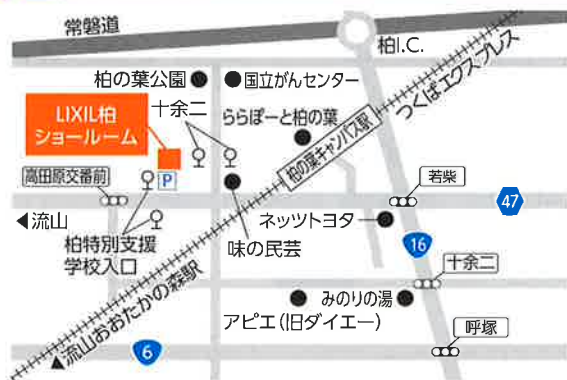 常磐道
柏I.C.
つくばエクスプレス
柏の葉公園
国立がんセンター
十余二
ららぽーと柏の葉
LIXIL柏
ショールーム
柏の葉キャンパス駅
高田原交番前
P
若柴
47
◀流山
ネッツトヨタ
味の民芸
柏特別支援
学校入口
16
十余二
▲流山おおたかの森駅
みのりの湯
アピエ(旧ダイエー)
呼塚
6